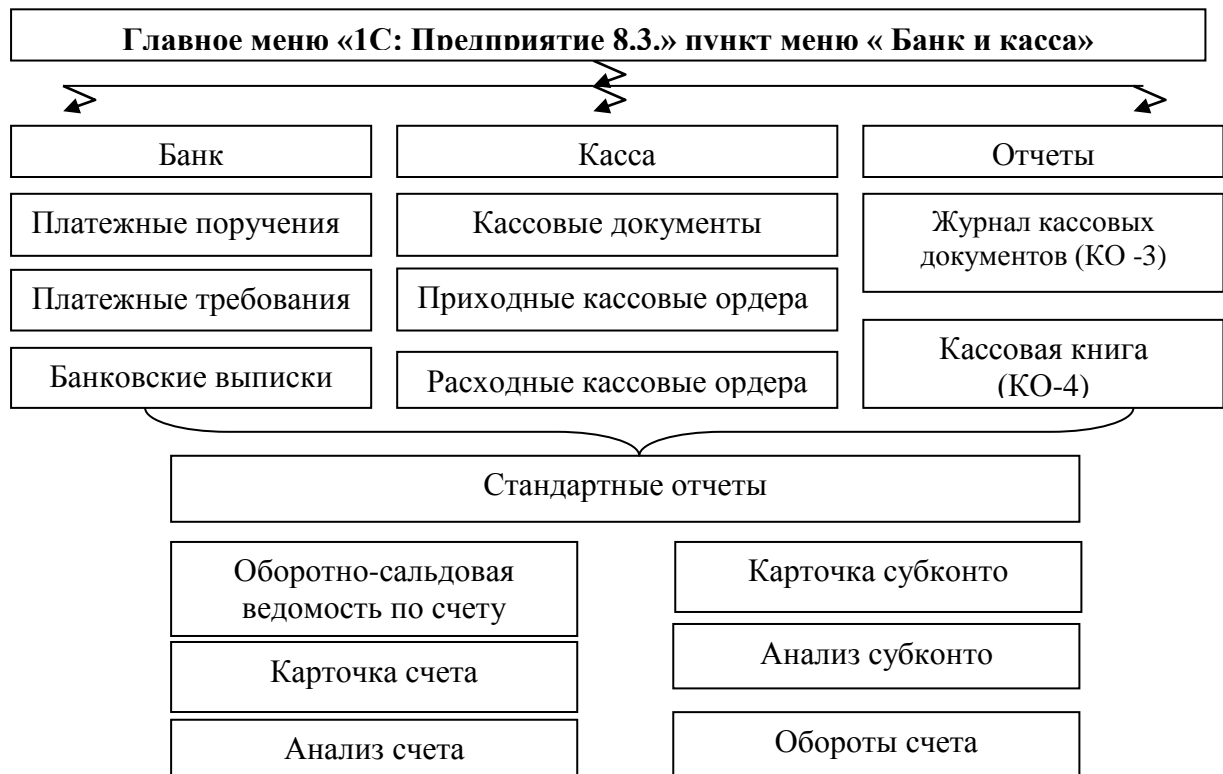 Главное меню «1С: Предприятие 8.3.» пункт меню « Банк и касса»
Банк
Касса
Отчеты
Платежные поручения
Кассовые документы
Журнал кассовых
документов (КО -3)
Платежные требования
Приходные кассовые ордера
Банковские выписки
Расходные кассовые ордера
Кассовая книга
(КО-4)
Стандартные отчеты
Оборотно-сальдовая
ведомость по счету
Карточка субконто
Карточка счета
Анализ субконто
Анализ счета
Обороты счета